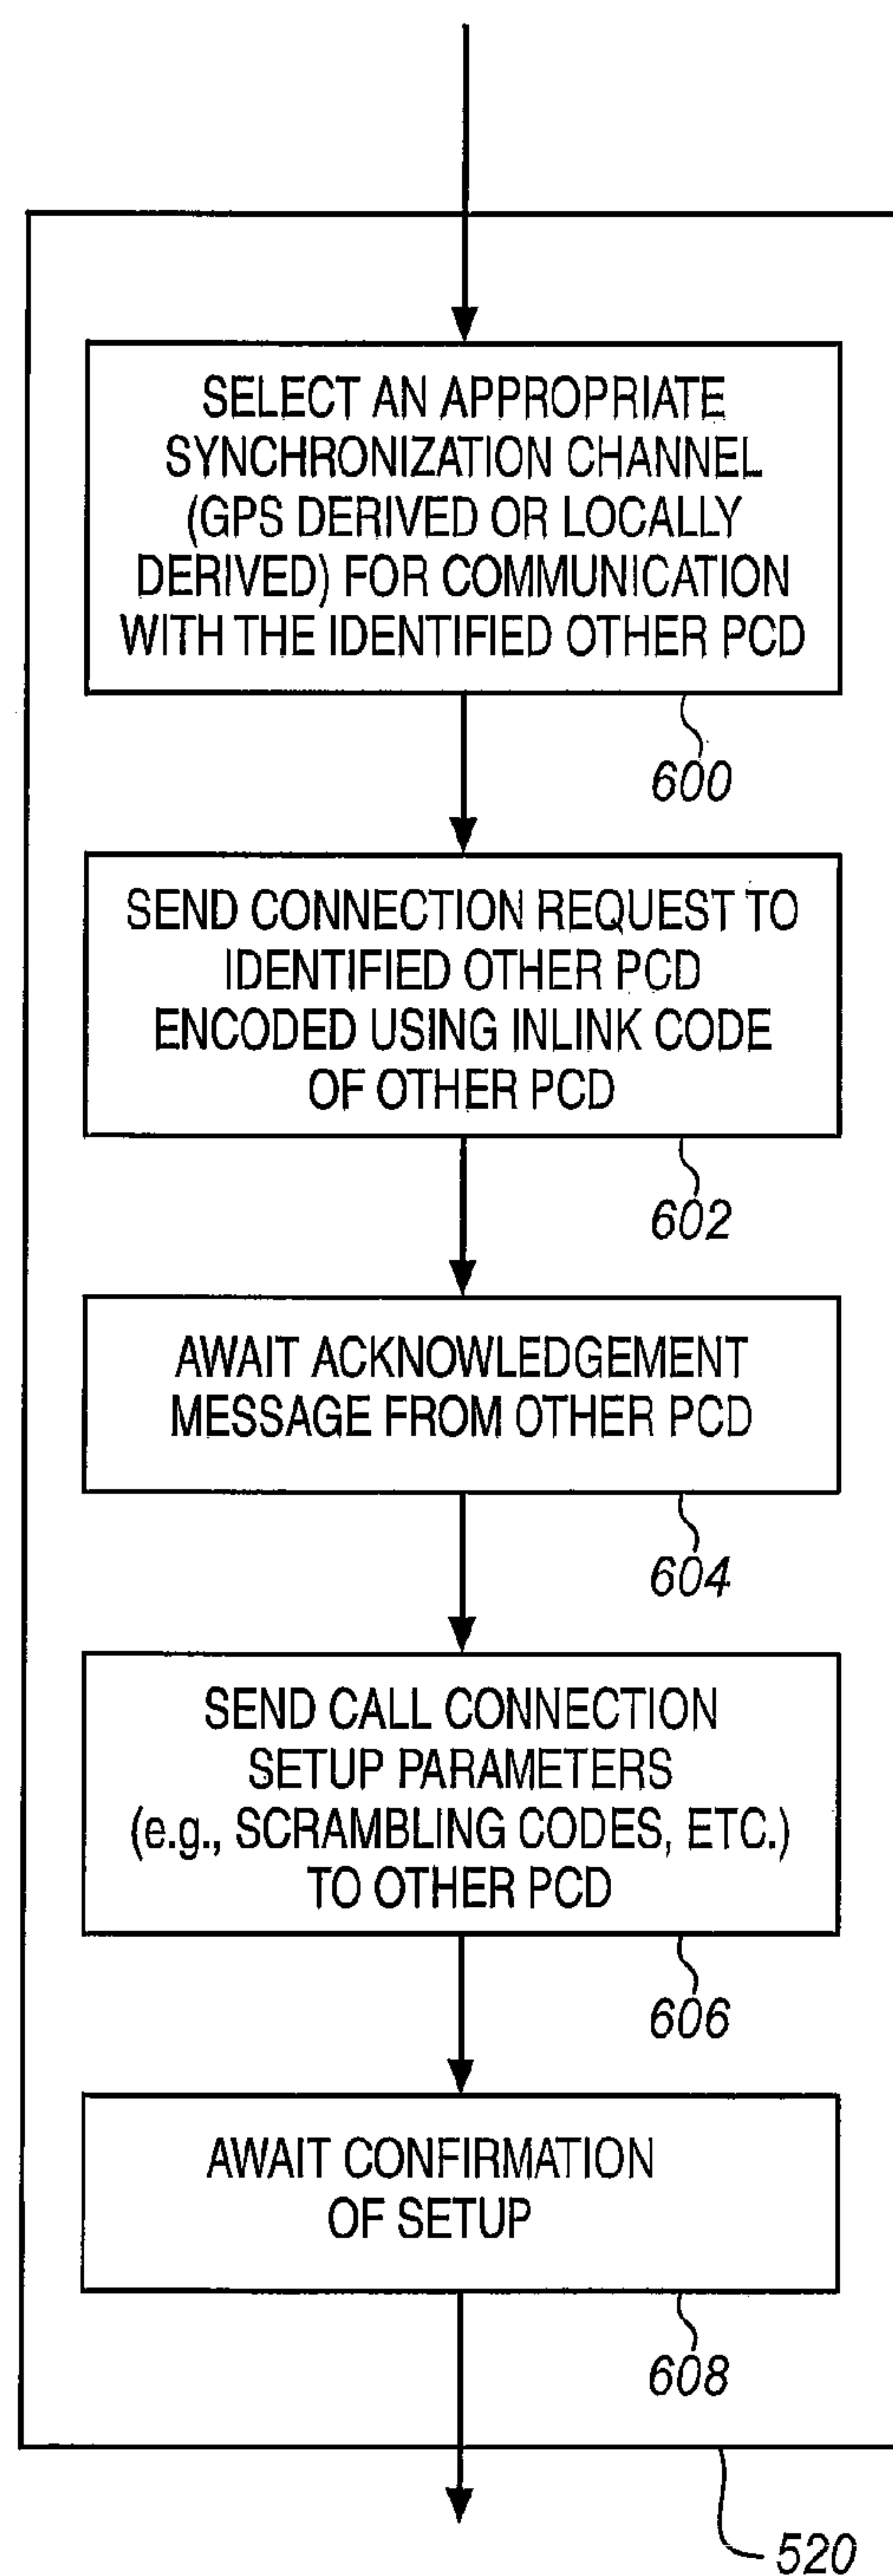 SELECT AN APPROPRIATE
SYNCHRONIZATION CHANNEL
(GPS DERIVED OR LOCALLY
DERIVED) FOR COMMUNICATION
WITH THE IDENTIFIED OTHER PCD
600
SEND CONNECTION REQUEST TO
IDENTIFIED OTHER PCD
ENCODED USING INLINK CODE
OF OTHER PCD
602
AWAIT ACKNOWLEDGEMENT
MESSAGE FROM OTHER PCD
604
SEND CALL CONNECTION
SETUP PARAMETERS
(e.g., SCRAMBLING CODES, ETC.)
TO OTHER PCD
606
AWAIT CONFIRMATION
OF SETUP
608
520